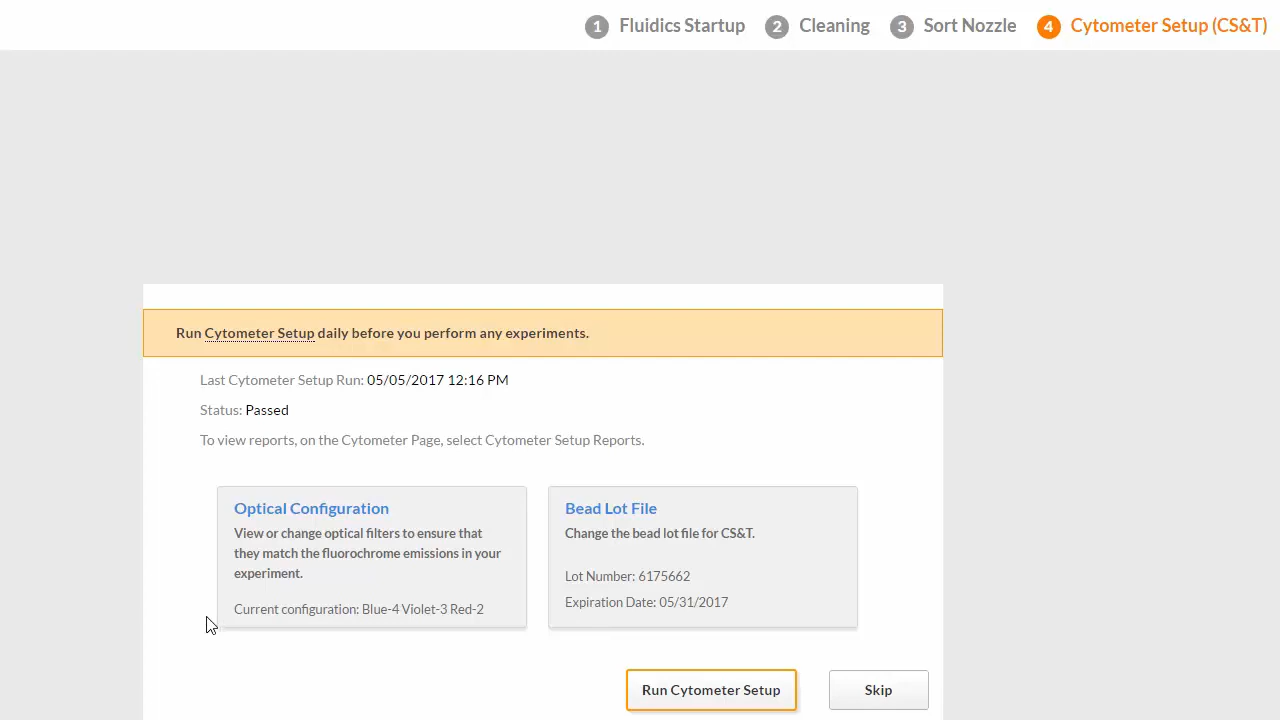 1 Fluidics Startup 2 Cleaning 3 Sort Nozzle 4 Cytometer Setup (CS&T)
Run Cytometer Setup daily before you perform any experiments.
Last Cytometer Setup Run: 05/05/2017 12:16 PM
Status: Passed
To view reports, on the Cytometer Page, select Cytometer Setup Reports.
Optical Configuration
View or change optical filters to ensure that
they match the fluorochrome emissions in your
experiment.
Current configuration: Blue-4 Violet-3 Red-2
Bead Lot File
Change the bead lot file for CS&T.
Lot Number: 6175662
Expiration Date: 05/31/2017
Run Cytometer Setup
Skip